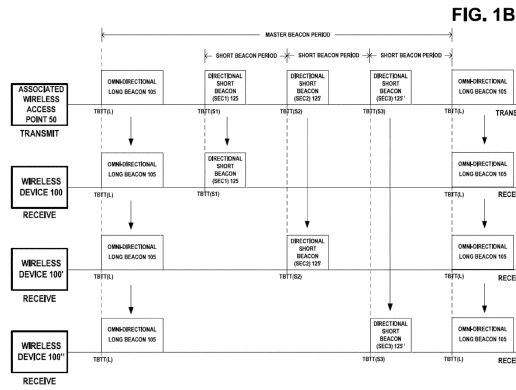 FIG. 1B
MASTER BEACON PERIOD
SHORT BEACON PERIOD
SHORT BEACON PERIOD
SHORT BEACON PERIOD
ASSOCIATED
WIRELESS
ACCESS
POINT 50
TRANSMIT
OMNI-DIRECTIONAL
LONG BEACON 105
DIRECTIONAL
SHORT
BEACON
(SEC1) 125
DIRECTIONAL
SHORT
BEACON
(SEC2) 125'
DIRECTIONAL
SHORT
BEACON
(SEC3) 125''
OMNI-DIRECTIONAL
LONG BEACON 105
TBTT(L)
TBTT(S1)
TBTT(S2)
TBTT(S3)
TBTT(L)
TRANS
WIRELESS
DEVICE 100
RECEIVE
OMNI-DIRECTIONAL
LONG BEACON 105
DIRECTIONAL
SHORT
BEACON
(SEC1) 125
OMNI-DIRECTIONAL
LONG BEACON 105
TBTT(L)
TBTT(S1)
TBTT(L)
RECE
WIRELESS
DEVICE 100'
RECEIVE
OMNI-DIRECTIONAL
LONG BEACON 105
DIRECTIONAL
SHORT
BEACON
(SEC2) 125'
OMNI-DIRECTIONAL
LONG BEACON 105
TBTT(L)
TBTT(S2)
TBTT(L)
RECE
WIRELESS
DEVICE 100''
RECEIVE
OMNI-DIRECTIONAL
LONG BEACON 105
DIRECTIONAL
SHORT
BEACON
(SEC3) 125''
OMNI-DIRECTIONAL
LONG BEACON 105
TBTT(L)
TBTT(S3)
TBTT(L)
RECE